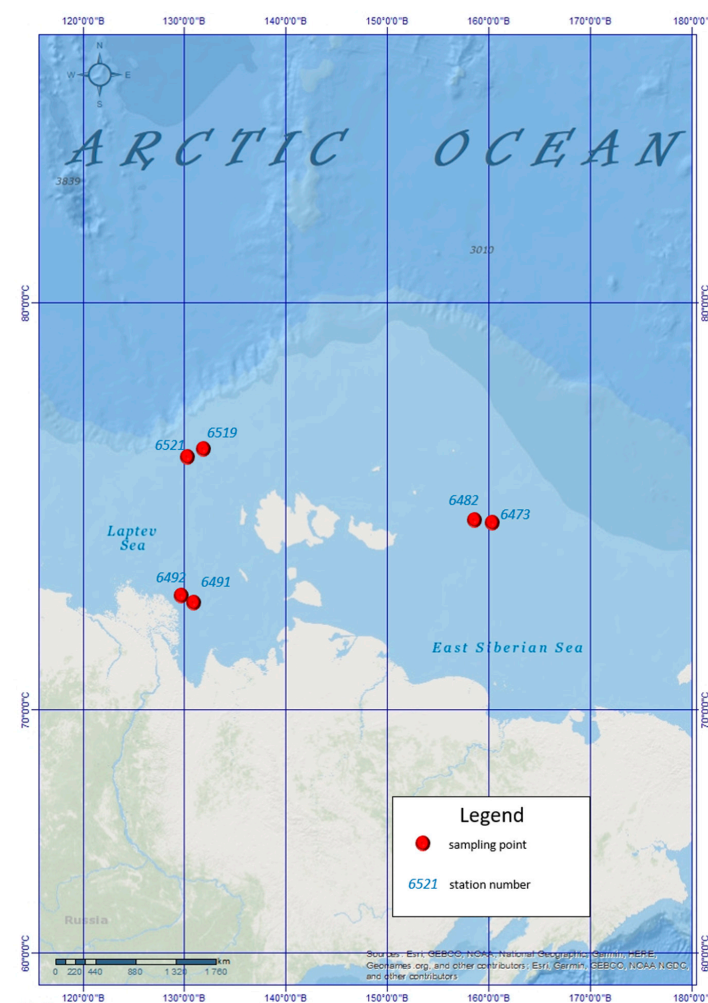 120°0'0"B 130°0'0"B 140°0'0"B 150°0'0"B 160°0'0"B 170°0'0"B 180°0'0"
N
W E
S
ARCTIC OCEAN
3839
3010
80°0'0"C 80°0'0"C
6519
6521
6482
6473
Laptev
Sea
6492
6491
East Siberian Sea
70°0'0"C 70°0'0"C
Legend
sampling point
6521 station number
Russia
60°0'0"C 60°0'0"C
km
0 220 440 880 1 320 1 760
Sources: Esri, GEBCO, NOAA, National Geographic, Garmin, HERE,
Geonames.org, and other contributors; Esri, Garmin, GEBCO, NOAA NGDC,
and other contributors
120°0'0"B 130°0'0"B 140°0'0"B 150°0'0"B 160°0'0"B 170°0'0"B 180°0'0"